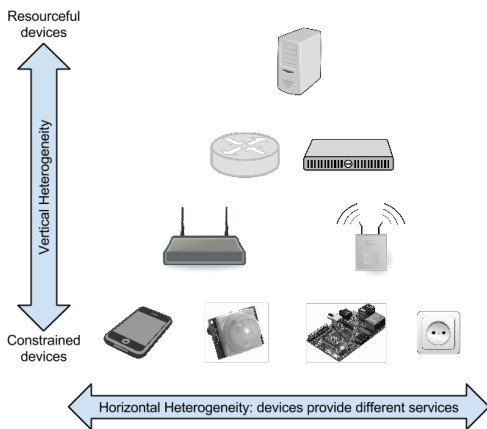 Resourceful
devices
Vertical Heterogeneity
Constrained
devices
Horizontal Heterogeneity: devices provide different services